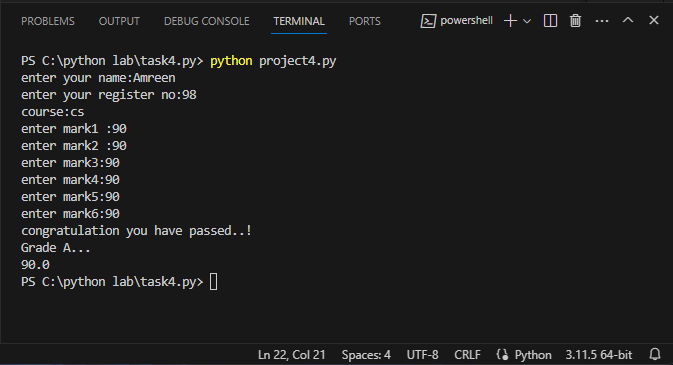 PROBLEMS OUTPUT DEBUG CONSOLE TERMINAL PORTS powershell
PS C:\python lab\task4.py> python project4.py
enter your name:Amreen
enter your register no:98
course:cs
enter mark1 :90
enter mark2 :90
enter mark3:90
enter mark4:90
enter mark5:90
enter mark6:90
congratulation you have passed..!
Grade A...
90.0
PS C:\python lab\task4.py>
Ln 22, Col 21 Spaces: 4 UTF-8 CRLF Python 3.11.5 64-bit